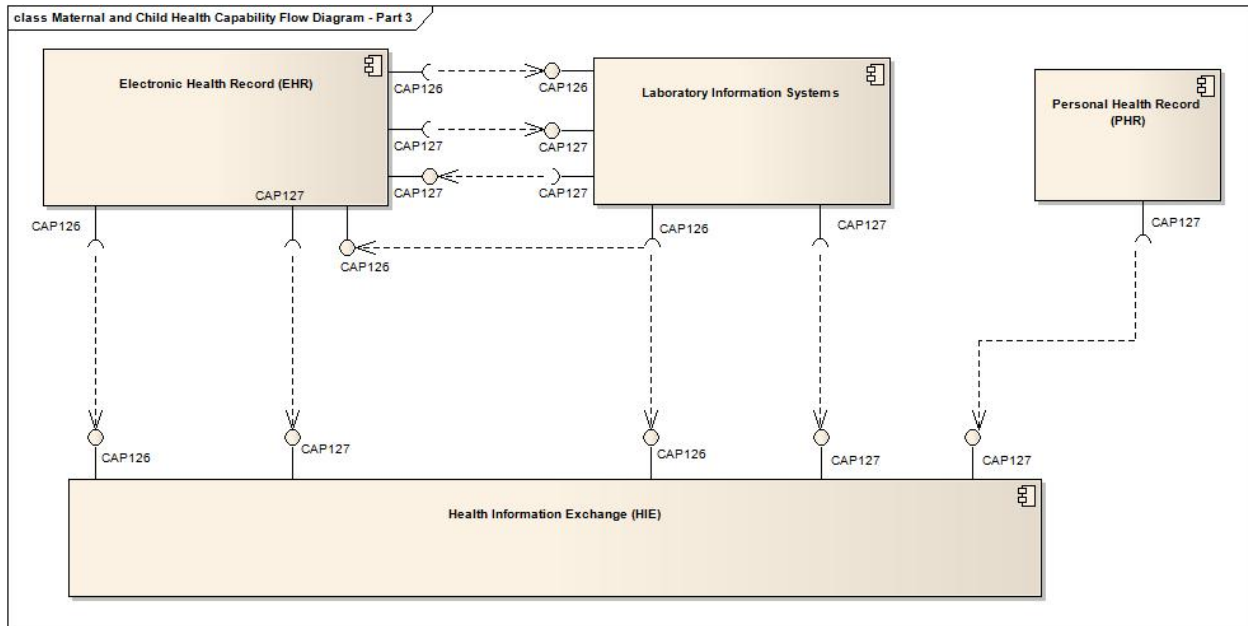 class Maternal and Child Health Capability Flow Diagram - Part 3
Electronic Health Record (EHR)
Laboratory Information Systems
Personal Health Record
(PHR)
CAP126
CAP126
CAP127
CAP127
CAP127
CAP127
CAP126
CAP127
CAP126
CAP126
CAP127
CAP127
CAP126
CAP127
CAP126
CAP127
CAP127
Health Information Exchange (HIE)